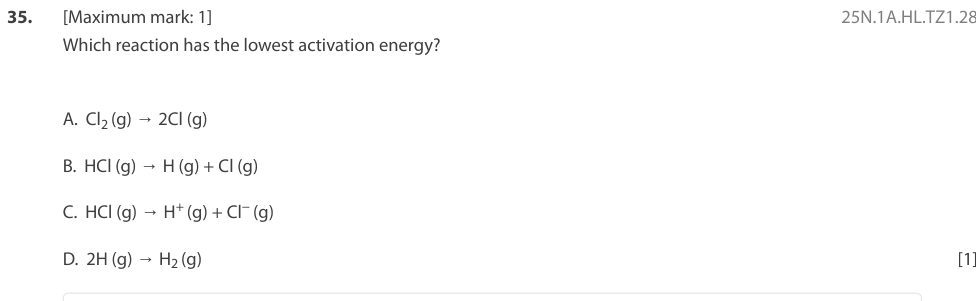 35. [Maximum mark: 1] 25N.1A.HL.TZ1.28
Which reaction has the lowest activation energy?
A. Cl₂ (g) → 2Cl (g)
B. HCl (g) → H (g) + Cl (g)
C. HCl (g) → H⁺ (g) + Cl⁻ (g)
D. 2H (g) → H₂ (g) [1]